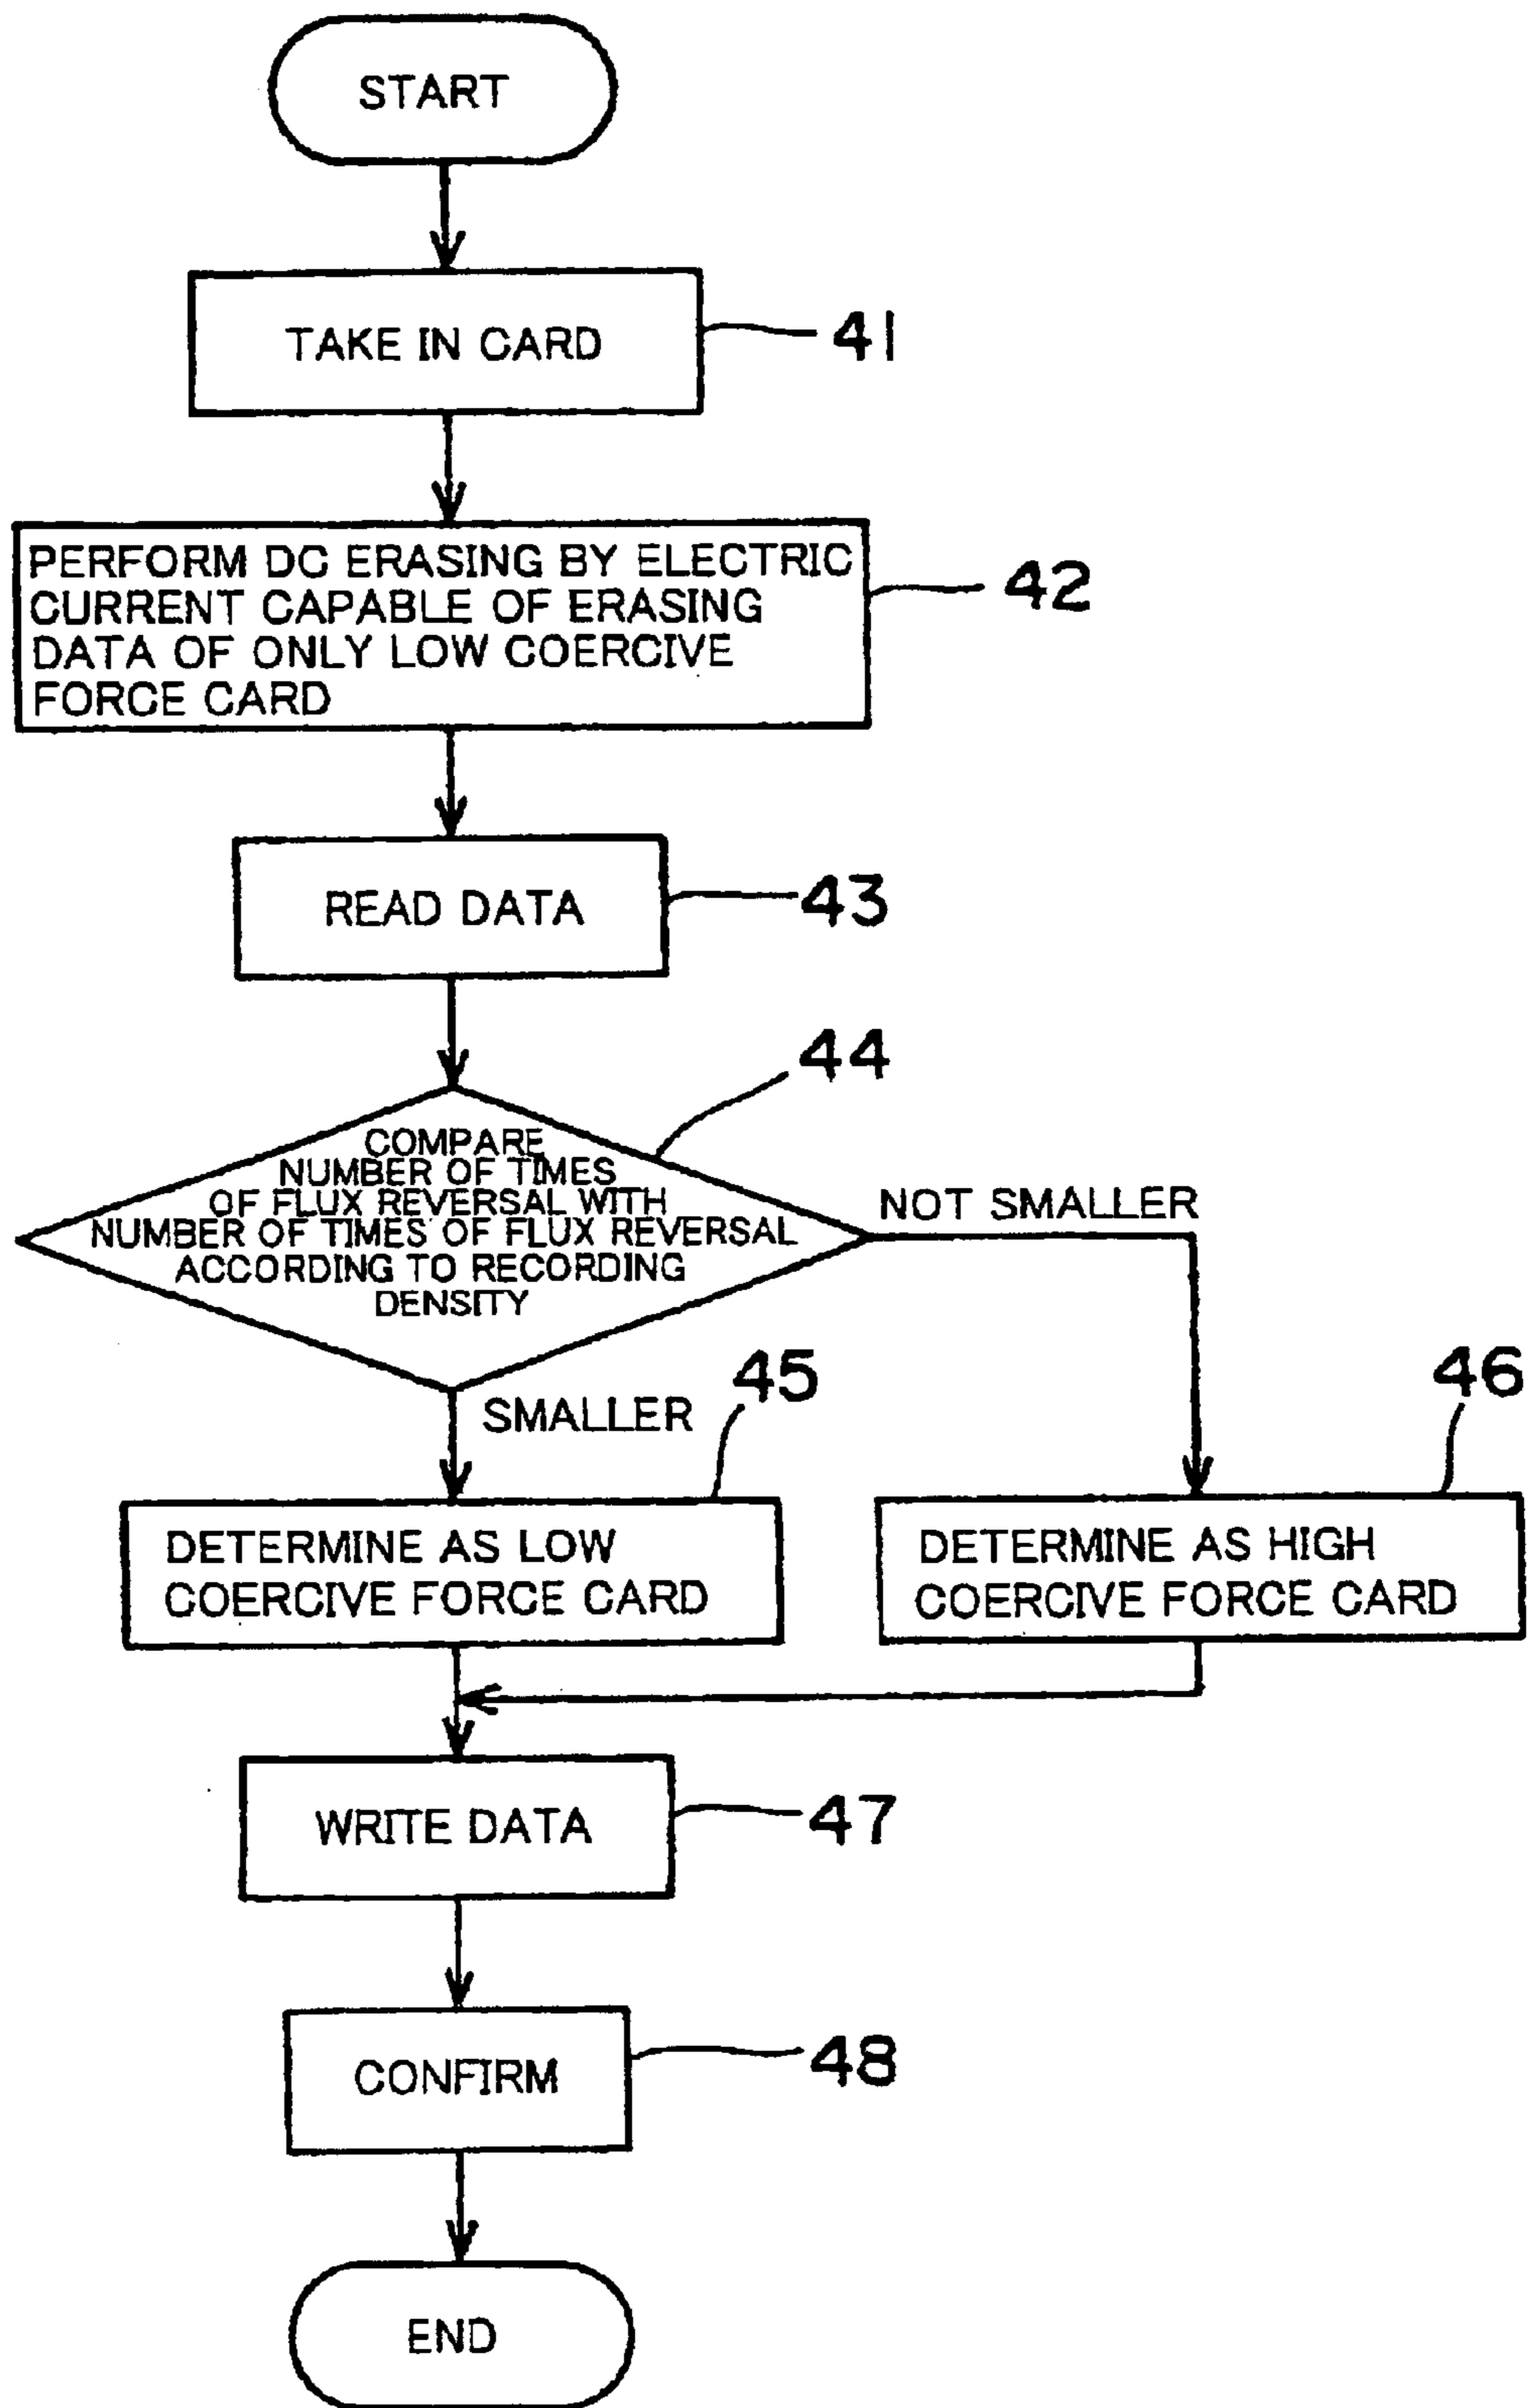 START
TAKE IN CARD
41
PERFORM DC ERASING BY ELECTRIC
CURRENT CAPABLE OF ERASING
DATA OF ONLY LOW COERCIVE
FORCE CARD
42
READ DATA
43
44
COMPARE
NUMBER OF TIMES
OF FLUX REVERSAL WITH
NUMBER OF TIMES OF FLUX REVERSAL
ACCORDING TO RECORDING
DENSITY
NOT SMALLER
SMALLER
45
46
DETERMINE AS LOW
COERCIVE FORCE CARD
DETERMINE AS HIGH
COERCIVE FORCE CARD
WRITE DATA
47
CONFIRM
48
END